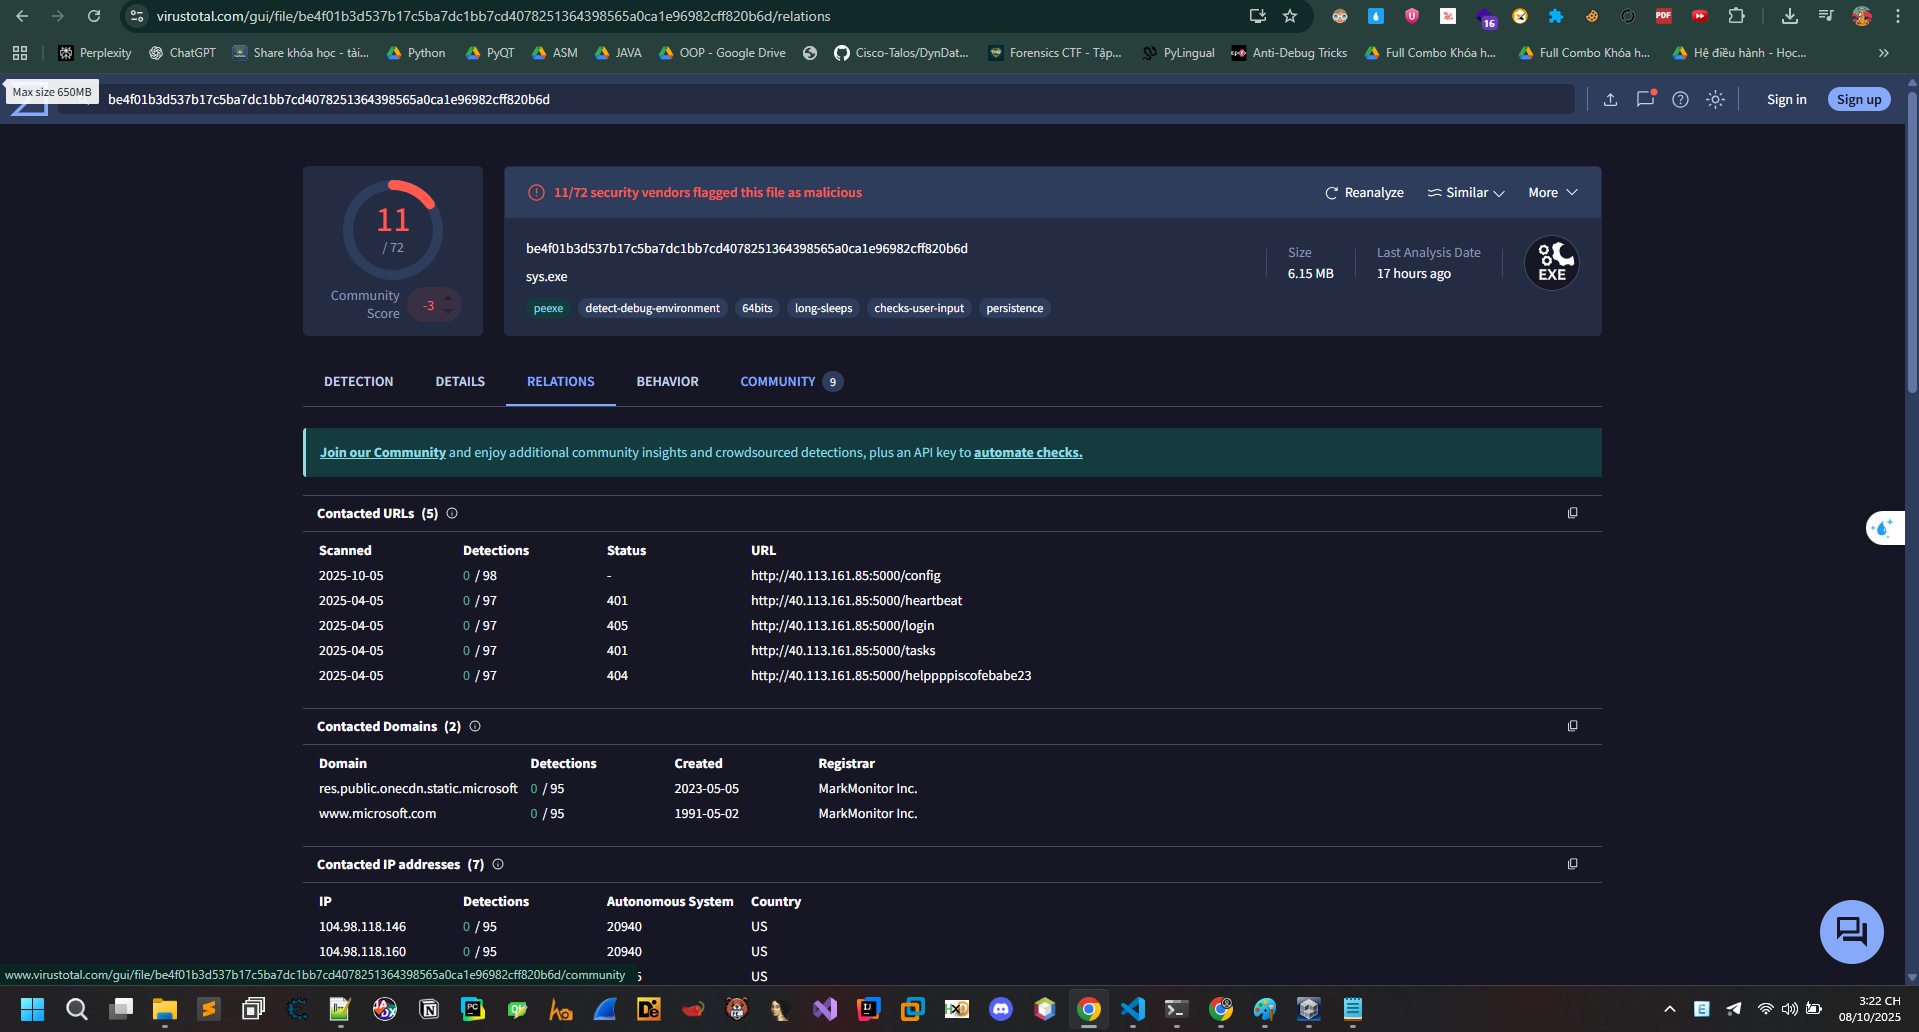 virustotal.com/gui/file/be4f01b3d537b17c5ba7dc1bb7cd4078251364398565a0ca1e96982cff820b6d/relations
16
PDF
Perplexity
ChatGPT
Share khóa học - tài...
Python
PyQT
ASM
JAVA
OOP - Google Drive
Cisco-Talos/DynDat...
Forensics CTF - Tập...
PyLingual
Anti-Debug Tricks
Full Combo Khóa h...
Full Combo Khóa h...
Hệ điều hành - Học...
Max size 650MB
be4f01b3d537b17c5ba7dc1bb7cd4078251364398565a0ca1e96982cff820b6d
Sign in
Sign up
11
/ 72
Community Score
-3
11/72 security vendors flagged this file as malicious
Reanalyze
Similar
More
be4f01b3d537b17c5ba7dc1bb7cd4078251364398565a0ca1e96982cff820b6d
sys.exe
peexe
detect-debug-environment
64bits
long-sleeps
checks-user-input
persistence
Size
6.15 MB
Last Analysis Date
17 hours ago
EXE
DETECTION
DETAILS
RELATIONS
BEHAVIOR
COMMUNITY 9
Join our Community and enjoy additional community insights and crowdsourced detections, plus an API key to automate checks.
Contacted URLs (5)
Scanned Detections Status URL
2025-10-05 0 / 98 - http://40.113.161.85:5000/config
2025-04-05 0 / 97 401 http://40.113.161.85:5000/heartbeat
2025-04-05 0 / 97 405 http://40.113.161.85:5000/login
2025-04-05 0 / 97 401 http://40.113.161.85:5000/tasks
2025-04-05 0 / 97 404 http://40.113.161.85:5000/helppppiscofebabe23
Contacted Domains (2)
Domain Detections Created Registrar
res.public.onecdn.static.microsoft 0 / 95 2023-05-05 MarkMonitor Inc.
www.microsoft.com 0 / 95 1991-05-02 MarkMonitor Inc.
Contacted IP addresses (7)
IP Detections Autonomous System Country
104.98.118.146 0 / 95 20940 US
104.98.118.160 0 / 95 20940 US
US
www.virustotal.com/gui/file/be4f01b3d537b17c5ba7dc1bb7cd4078251364398565a0ca1e96982cff820b6d/community
3:22 CH
08/10/2025